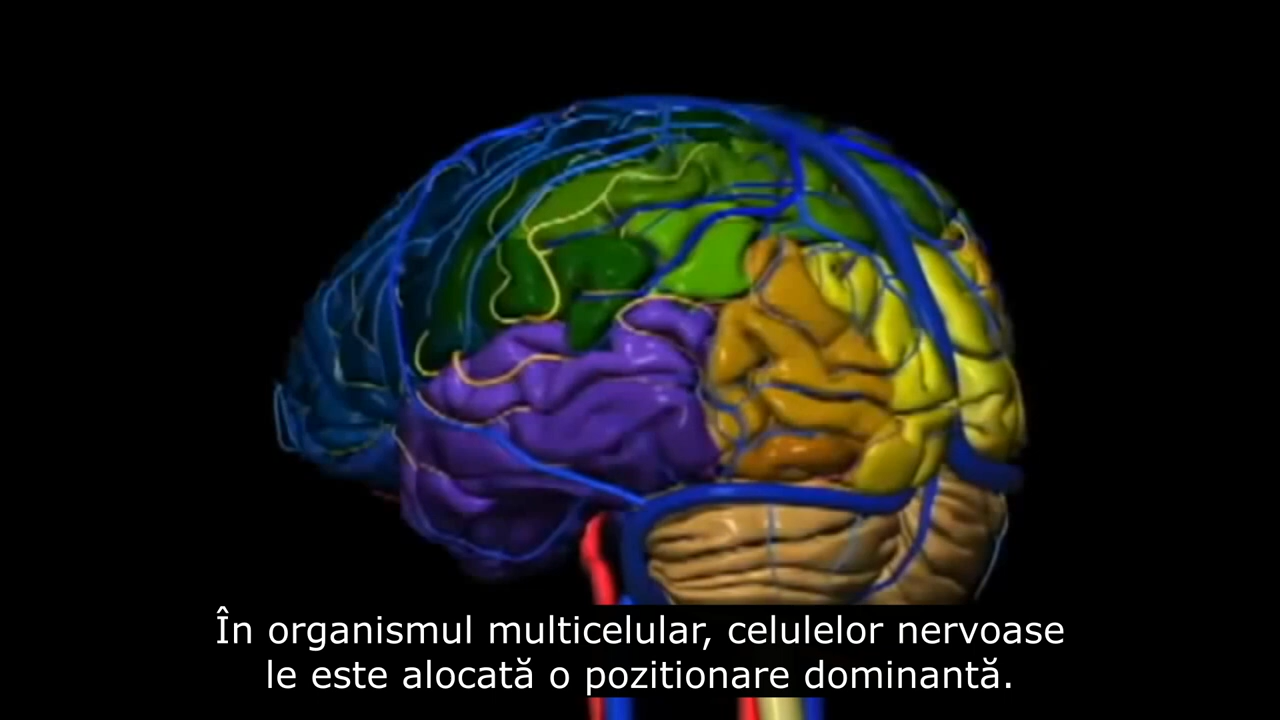 În organismul multicelular, celulelor nervoase
le este alocată o pozitionare dominantă.